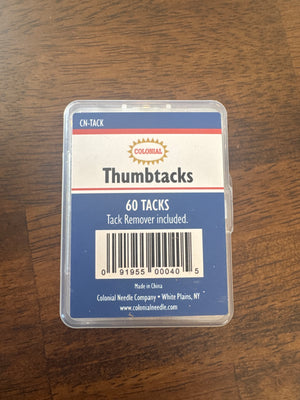 CN-TACK
COLONIAL
Thumbtacks
60 TACKS
Tack Remover included.
0 91955 00040 5
Made in China
Colonial Needle Company • White Plains, NY
www.colonialneedle.com